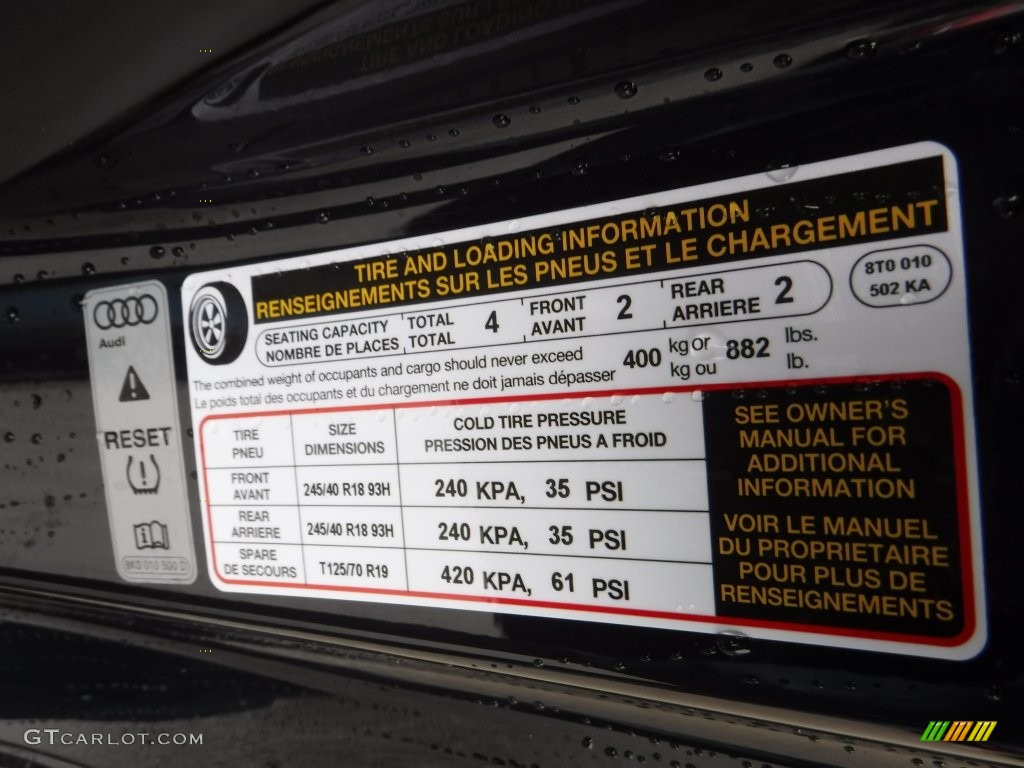 TIRE AND LOADING INFORMATION
RENSEIGNEMENTS SUR LES PNEUS ET LE CHARGEMENT
SEATING CAPACITY TOTAL 4 FRONT 2 REAR 2
NOMBRE DE PLACES TOTAL AVANT ARRIERE
8T0 010
502 KA
The combined weight of occupants and cargo should never exceed 400 kg or 882 lbs.
Le poids total des occupants et du chargement ne doit jamais dépasser kg ou lb.
TIRE SIZE COLD TIRE PRESSURE
PNEU DIMENSIONS PRESSION DES PNEUS A FROID
FRONT
AVANT 245/40 R18 93H 240 KPA, 35 PSI
REAR
ARRIERE 245/40 R18 93H 240 KPA, 35 PSI
SPARE
DE SECOURS T125/70 R19 420 KPA, 61 PSI
SEE OWNER'S
MANUAL FOR
ADDITIONAL
INFORMATION
VOIR LE MANUEL
DU PROPRIETAIRE
POUR PLUS DE
RENSEIGNEMENTS
Audi
RESET
8K0 010 500 D
GTCARLOT.COM